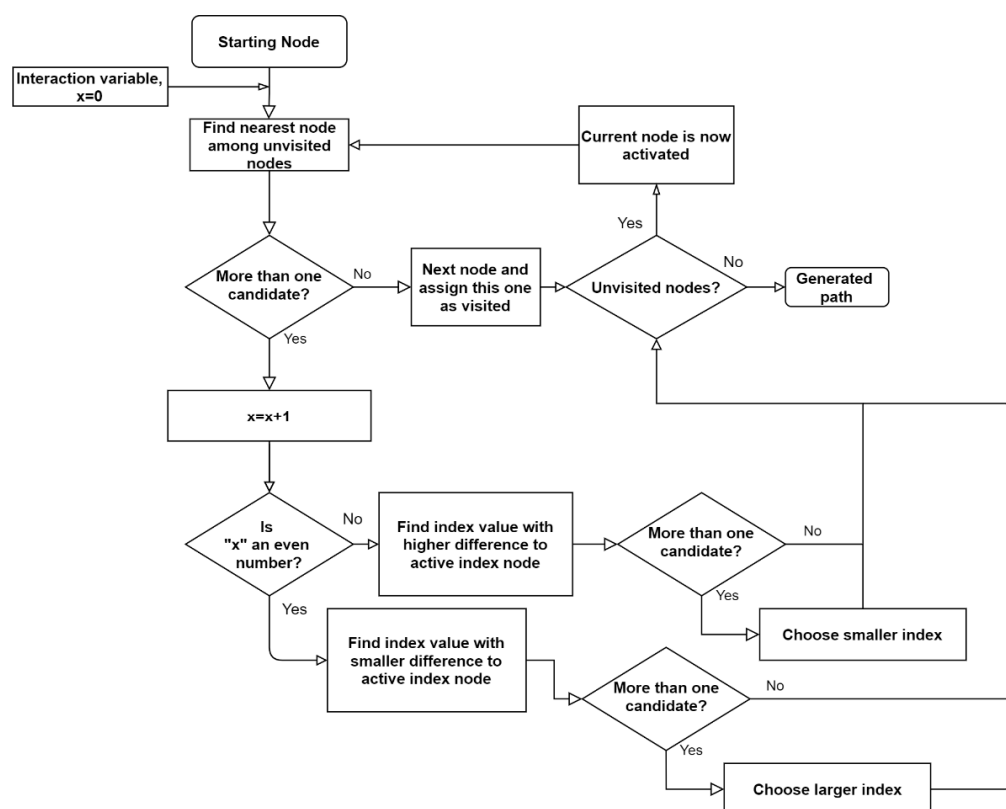 Starting Node
Interaction variable,
x=0
Find nearest node
among unvisited
nodes
Current node is now
activated
Yes
More than one
candidate?
No
Next node and
assign this one
as visited
Unvisited nodes?
No
Generated
path
Yes
x=x+1
Is
"x" an even
number?
No
Find index value with
higher difference to
active index node
More than one
candidate?
No
Yes
Choose smaller index
Yes
Find index value with
smaller difference to
active index node
More than one
candidate?
No
Yes
Choose larger index